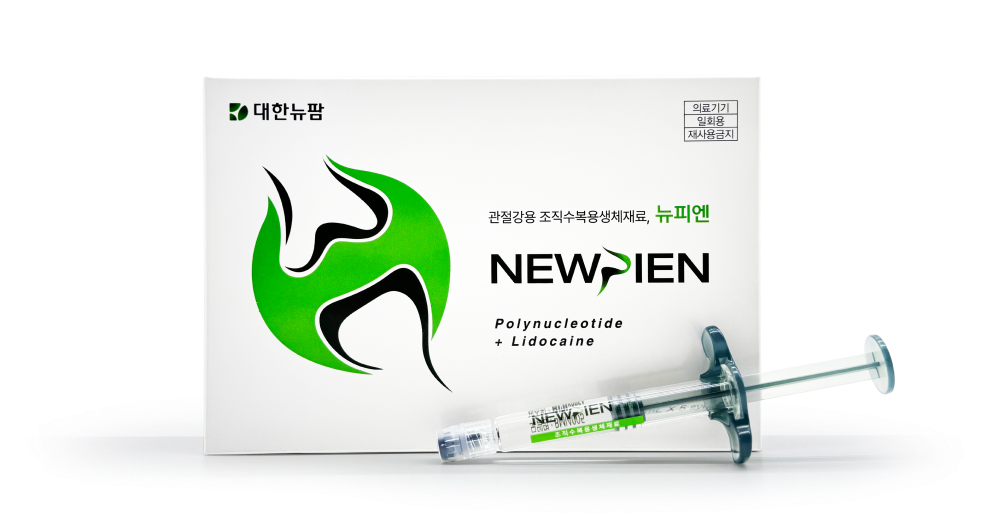 대한뉴팜
의료기기
일회용
재사용금지
관절강용 조직수복용생체재료, 뉴피엔
NEWPIEN
Polynucleotide
+ Lidocaine
NEWPIEN
조직수복용생체재료